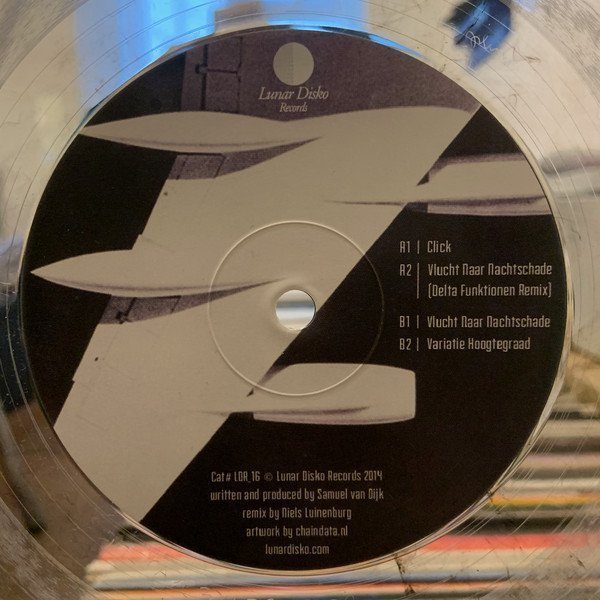 Lunar Disko
Records
A1 | Click
A2 | Vlucht Naar Nachtschade
(Delta Funktionen Remix)
B1 | Vlucht Naar Nachtschade
B2 | Variatie Hoogtegraad
Cat# LDR_16 © Lunar Disko Records 2014
written and produced by Samuel van Dijk
remix by Niels Luinenburg
artwork by chaindata.nl
lunardisko.com